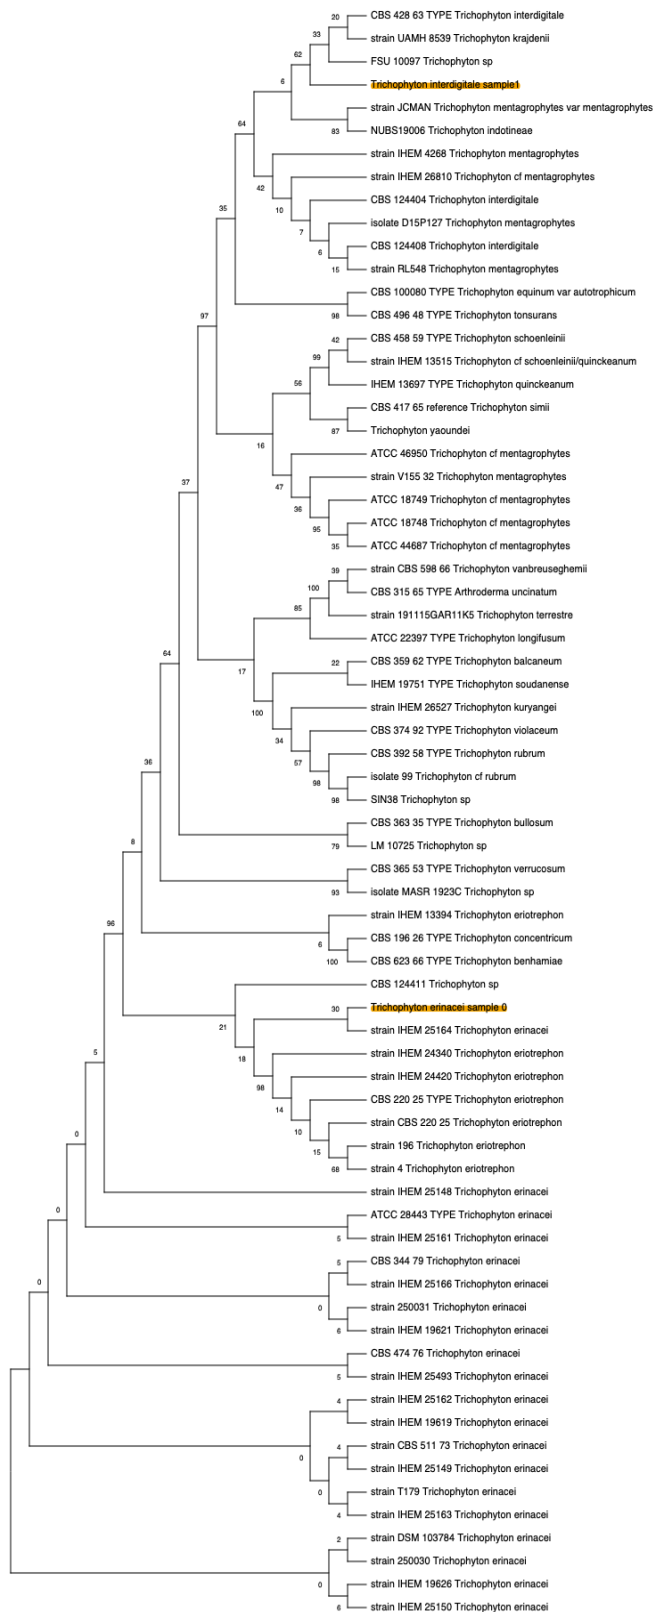 CBS 428 63 TYPE Trichophyton interdigitale
20
strain UAMH 8539 Trichophyton krajdenii
33
FSU 10097 Trichophyton sp
62
Trichophyton interdigitale sample1
6
strain JCMAN Trichophyton mentagrophytes var mentagrophytes
NUBS19006 Trichophyton indotineae
83
64
strain IHEM 4268 Trichophyton mentagrophytes
strain IHEM 26810 Trichophyton cf mentagrophytes
42
CBS 124404 Trichophyton interdigitale
10
isolate D15P127 Trichophyton mentagrophytes
7
CBS 124408 Trichophyton interdigitale
6
strain RL548 Trichophyton mentagrophytes
15
35
CBS 100080 TYPE Trichophyton equinum var autotrophicum
CBS 496 48 TYPE Trichophyton tonsurans
98
97
CBS 458 59 TYPE Trichophyton schoenleinii
42
strain IHEM 13515 Trichophyton cf schoenleinii/quinckeanum
99
IHEM 13697 TYPE Trichophyton quinckeanum
56
CBS 417 65 reference Trichophyton simii
Trichophyton yaoundei
87
16
ATCC 46950 Trichophyton cf mentagrophytes
strain V155 32 Trichophyton mentagrophytes
47
ATCC 18749 Trichophyton cf mentagrophytes
36
ATCC 18748 Trichophyton cf mentagrophytes
95
ATCC 44687 Trichophyton cf mentagrophytes
35
37
strain CBS 598 66 Trichophyton vanbreuseghemii
39
CBS 315 65 TYPE Arthroderma uncinatum
100
strain 191115GAR11K5 Trichophyton terrestre
85
ATCC 22397 TYPE Trichophyton longifusum
17
CBS 359 62 TYPE Trichophyton balcaneum
22
IHEM 19751 TYPE Trichophyton soudanense
100
strain IHEM 26527 Trichophyton kuryangei
34
CBS 374 92 TYPE Trichophyton violaceum
57
CBS 392 58 TYPE Trichophyton rubrum
98
isolate 99 Trichophyton cf rubrum
SIN38 Trichophyton sp
98
64
CBS 363 35 TYPE Trichophyton bullosum
LM 10725 Trichophyton sp
79
36
CBS 365 53 TYPE Trichophyton verrucosum
isolate MASR 1923C Trichophyton sp
93
8
strain IHEM 13394 Trichophyton eriotrephon
6
CBS 196 26 TYPE Trichophyton concentricum
CBS 623 66 TYPE Trichophyton benhamiae
100
96
CBS 124411 Trichophyton sp
21
Trichophyton erinacei sample 0
30
strain IHEM 25164 Trichophyton erinacei
18
strain IHEM 24340 Trichophyton eriotrephon
98
strain IHEM 24420 Trichophyton eriotrephon
14
CBS 220 25 TYPE Trichophyton eriotrephon
10
strain CBS 220 25 Trichophyton eriotrephon
15
strain 196 Trichophyton eriotrephon
strain 4 Trichophyton eriotrephon
68
5
strain IHEM 25148 Trichophyton erinacei
0
ATCC 28443 TYPE Trichophyton erinacei
strain IHEM 25161 Trichophyton erinacei
5
0
CBS 344 79 Trichophyton erinacei
5
strain IHEM 25166 Trichophyton erinacei
0
strain 250031 Trichophyton erinacei
strain IHEM 19621 Trichophyton erinacei
6
0
CBS 474 76 Trichophyton erinacei
strain IHEM 25493 Trichophyton erinacei
5
strain IHEM 25162 Trichophyton erinacei
4
strain IHEM 19619 Trichophyton erinacei
0
strain CBS 511 73 Trichophyton erinacei
4
strain IHEM 25149 Trichophyton erinacei
0
strain T179 Trichophyton erinacei
strain IHEM 25163 Trichophyton erinacei
4
strain DSM 103784 Trichophyton erinacei
2
strain 250030 Trichophyton erinacei
0
strain IHEM 19626 Trichophyton erinacei
strain IHEM 25150 Trichophyton erinacei
6